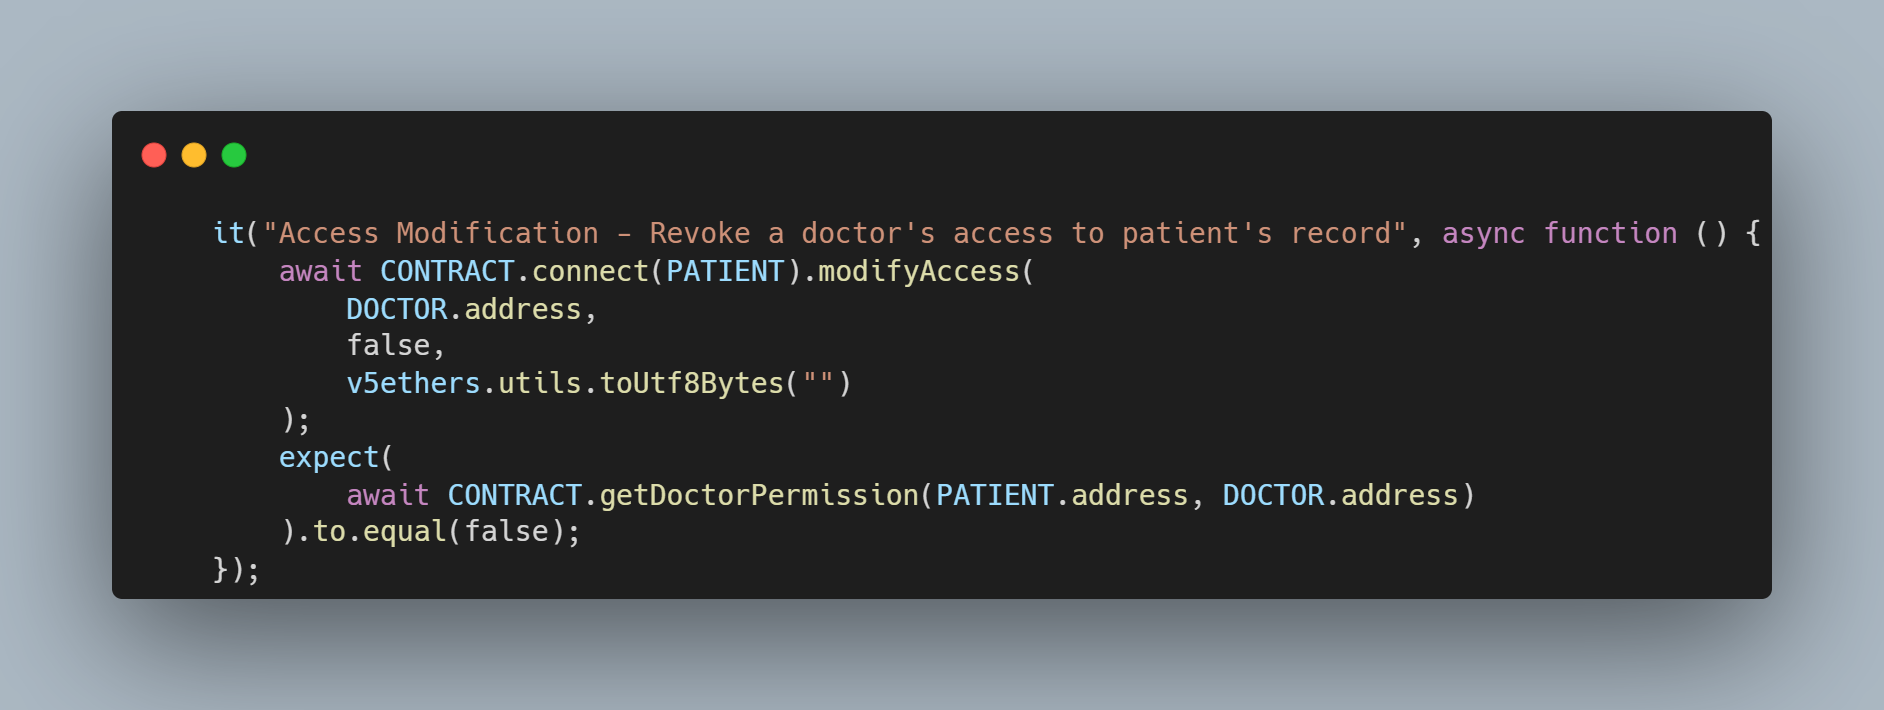 it("Access Modification - Revoke a doctor's access to patient's record", async function () {
    await CONTRACT.connect(PATIENT).modifyAccess(
        DOCTOR.address,
        false,
        v5ethers.utils.toUtf8Bytes("")
    );
    expect(
        await CONTRACT.getDoctorPermission(PATIENT.address, DOCTOR.address)
    ).to.equal(false);
});